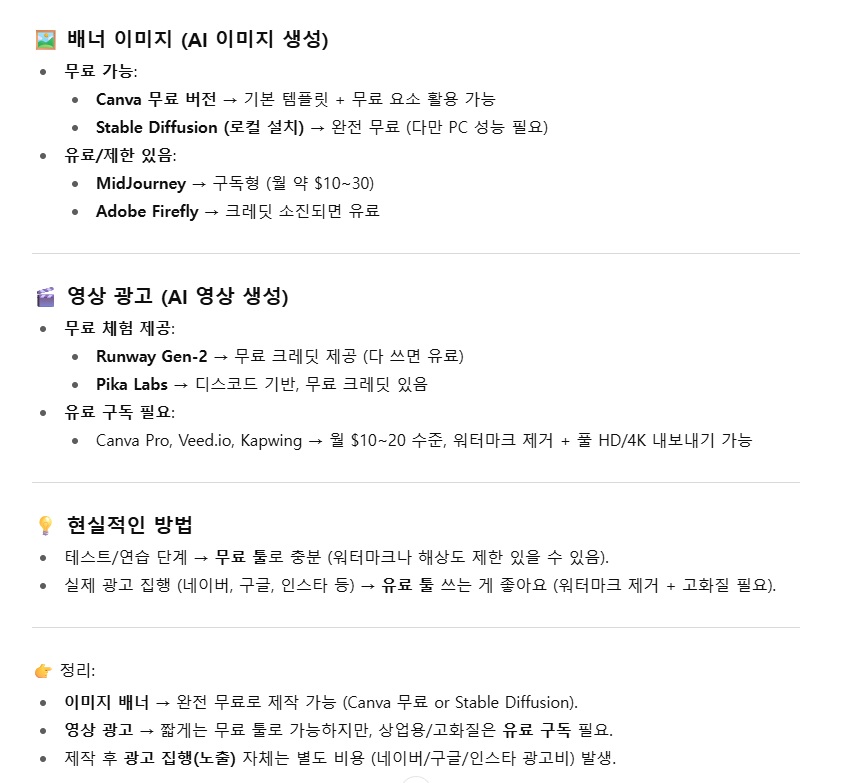 🖼️ 배너 이미지 (AI 이미지 생성)
• 무료 가능:
• Canva 무료 버전 → 기본 템플릿 + 무료 요소 활용 가능
• Stable Diffusion (로컬 설치) → 완전 무료 (다만 PC 성능 필요)
• 유료/제한 있음:
• MidJourney → 구독형 (월 약 $10~30)
• Adobe Firefly → 크레딧 소진되면 유료
🎬 영상 광고 (AI 영상 생성)
• 무료 체험 제공:
• Runway Gen-2 → 무료 크레딧 제공 (다 쓰면 유료)
• Pika Labs → 디스코드 기반, 무료 크레딧 있음
• 유료 구독 필요:
• Canva Pro, Veed.io, Kapwing → 월 $10~20 수준, 워터마크 제거 + 풀 HD/4K 내보내기 가능
💡 현실적인 방법
• 테스트/연습 단계 → 무료 툴로 충분 (워터마크나 해상도 제한 있을 수 있음).
• 실제 광고 집행 (네이버, 구글, 인스타 등) → 유료 툴 쓰는 게 좋아요 (워터마크 제거 + 고화질 필요).
👉 정리:
• 이미지 배너 → 완전 무료로 제작 가능 (Canva 무료 or Stable Diffusion).
• 영상 광고 → 짧게는 무료 툴로 가능하지만, 상업용/고화질은 유료 구독 필요.
• 제작 후 광고 집행(노출) 자체는 별도 비용 (네이버/구글/인스타 광고비) 발생.